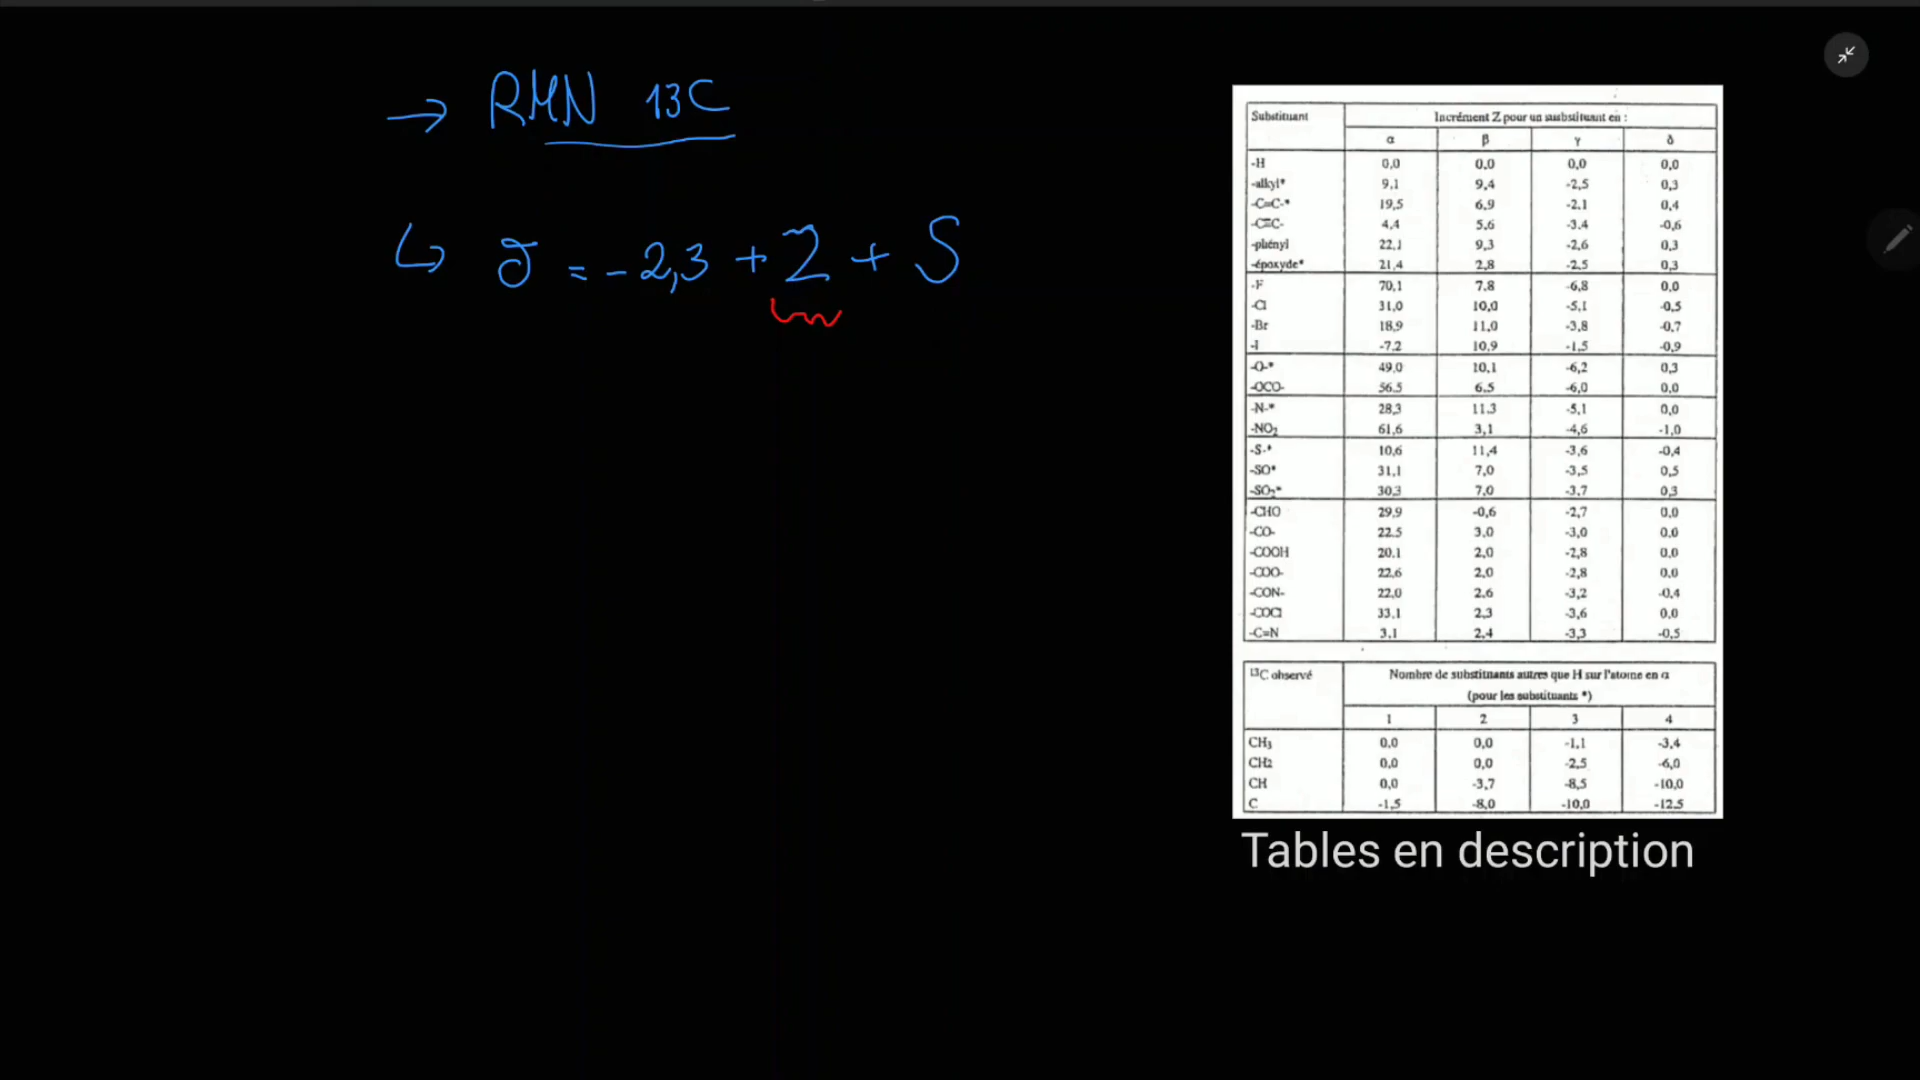 → RMN 13C
↳ δ = -2,3 + Z + S
Substituant Incrément Z pour un susbstituant en :
α β γ δ
-H 0,0 0,0 0,0 0,0
-alkyl* 9,1 9,4 -2,5 0,3
-C=C-* 19,5 6,9 -2,1 0,4
-C≡C- 4,4 5,6 -3,4 -0,6
-phényl 22,1 9,3 -2,6 0,3
-époxyde* 21,4 2,8 -2,5 0,3
-F 70,1 7,8 -6,8 0,0
-Cl 31,0 10,0 -5,1 -0,5
-Br 18,9 11,0 -3,8 -0,7
-I -7,2 10,9 -1,5 -0,9
-O-* 49,0 10,1 -6,2 0,3
-OCO- 56,5 6,5 -6,0 0,0
-N-* 28,3 11,3 -5,1 0,0
-NO₂ 61,6 3,1 -4,6 -1,0
-S-* 10,6 11,4 -3,6 -0,4
-SO* 31,1 7,0 -3,5 0,5
-SO₂* 30,3 7,0 -3,7 0,3
-CHO 29,9 -0,6 -2,7 0,0
-CO- 22,5 3,0 -3,0 0,0
-COOH 20,1 2,0 -2,8 0,0
-COO- 22,6 2,0 -2,8 0,0
-CON- 22,0 2,6 -3,2 -0,4
-COCl 33,1 2,3 -3,6 0,0
-C≡N 3,1 2,4 -3,3 -0,5
¹³C observé Nombre de substituants autres que H sur l'atome en α
(pour les substituants *)
1 2 3 4
CH₃ 0,0 0,0 -1,1 -3,4
CH2 0,0 0,0 -2,5 -6,0
CH 0,0 -3,7 -8,5 -10,0
C -1,5 -8,0 -10,0 -12,5
Tables en description